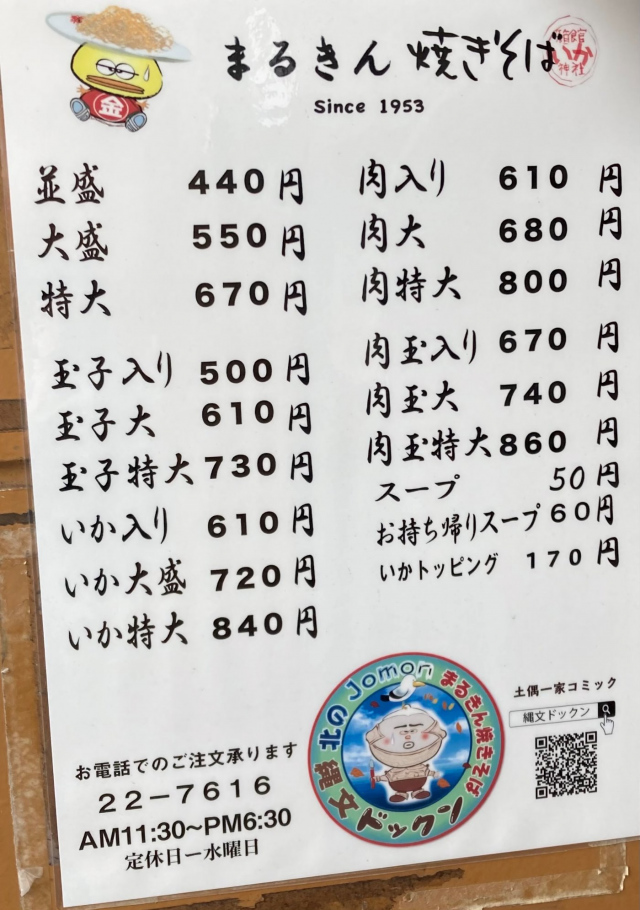 まるきん焼きそば
函館
いか
神社
Since 1953
金
並盛 440円
大盛 550円
特大 670円
玉子入り 500円
玉子大 610円
玉子特大 730円
いか入り 610円
いか大盛 720円
いか特大 840円
肉入り 610円
肉大 680円
肉特大 800円
肉玉入り 670円
肉玉大 740円
肉玉特大 860円
スープ 50円
お持ち帰りスープ 60円
いかトッピング 170円
お電話でのご注文承ります
22-7616
AM11:30~PM6:30
定休日ー水曜日
北のJomonまるきん焼きそば
縄文ドックン
土偶一家コミック
縄文ドックン